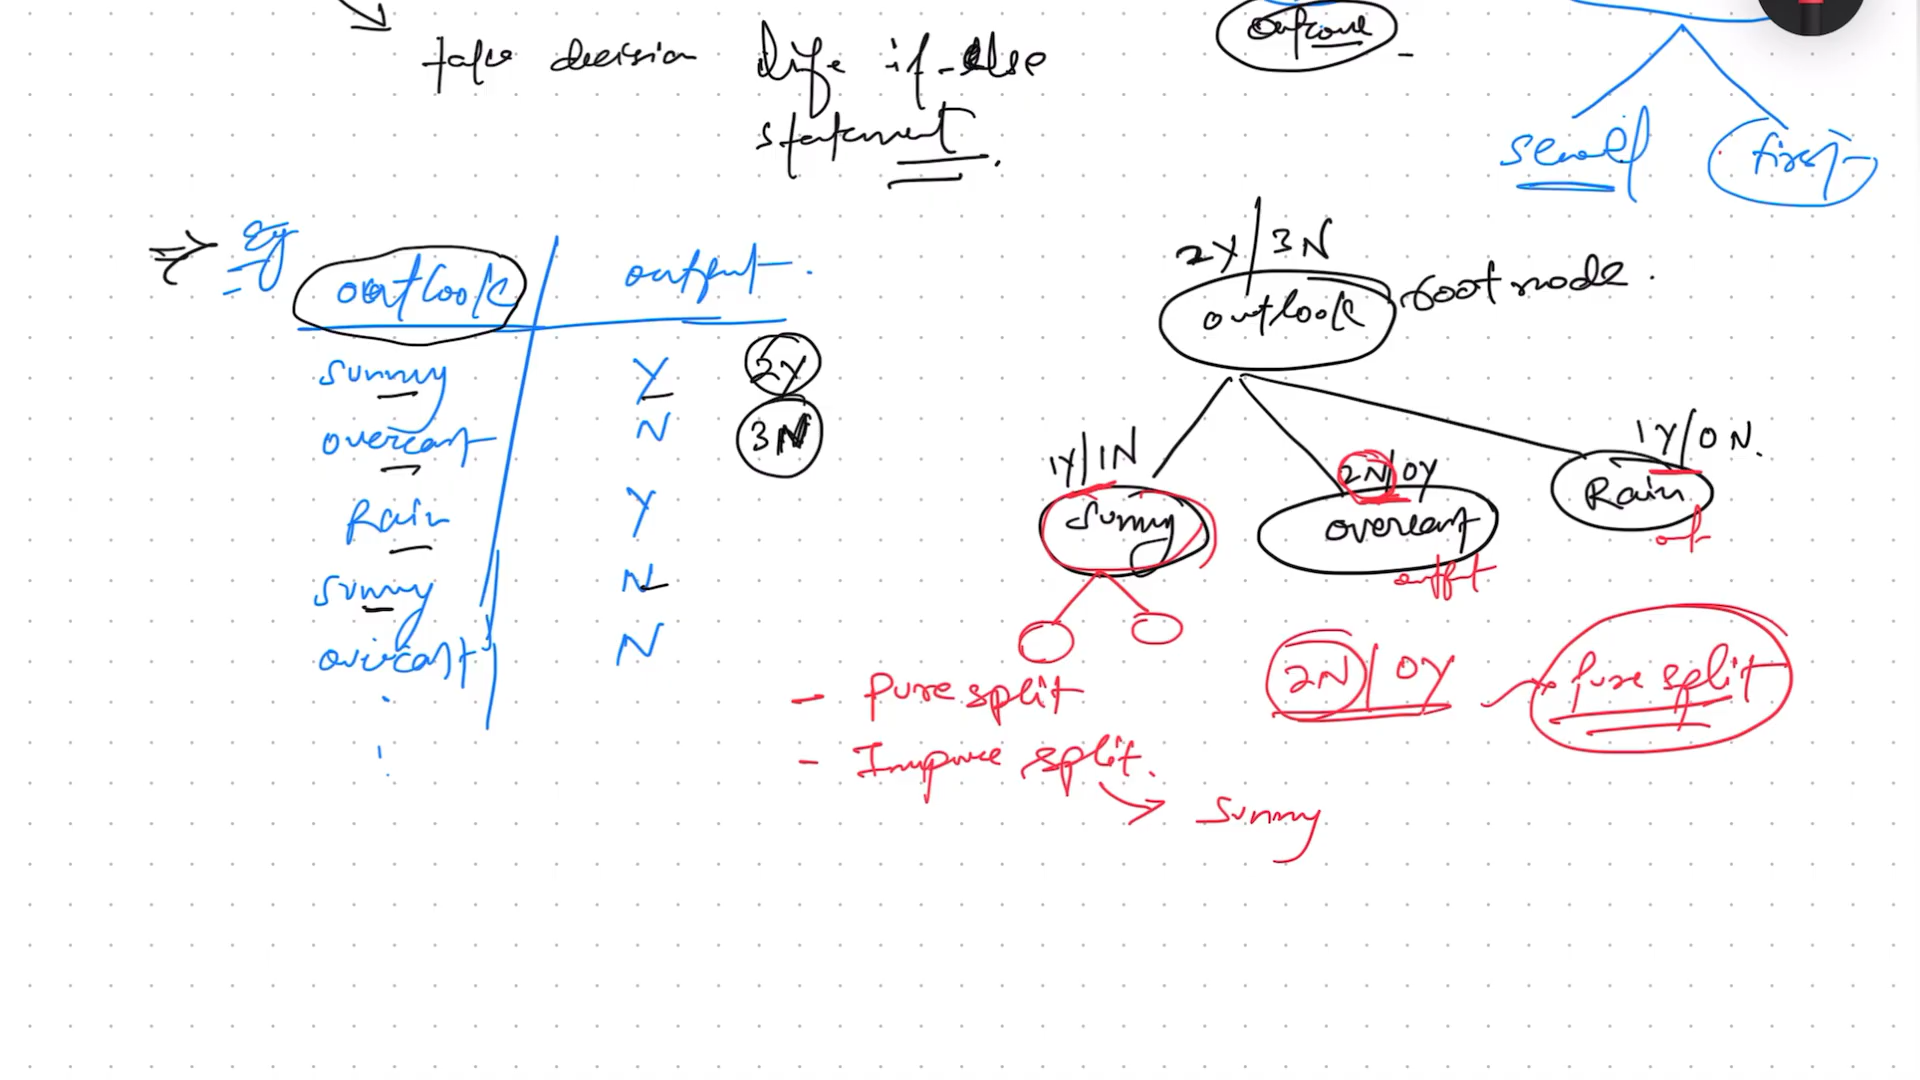 take decision like if-else
statement.
outcome
second
first
⇒ Eg
outlook
output.
sunny Y
overcast N
Rain Y
sunny N
overcast N
2Y
3N
2Y/3N
outlook
root node.
1Y/1N
sunny
2N/0Y
overcast
output
1Y/0N.
Rain
- Pure split
- Impure split.
→ sunny
2N/0Y
pure split